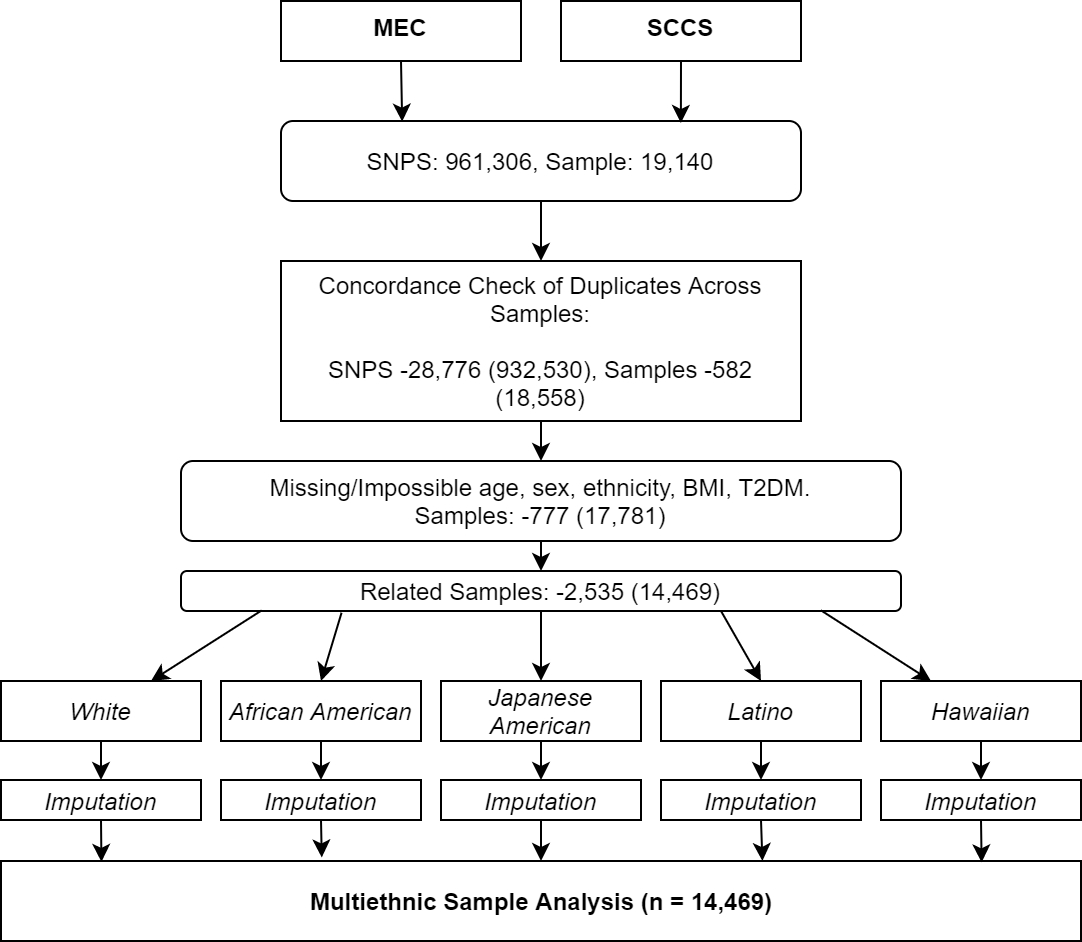 MEC
SCCS
SNPS: 961,306, Sample: 19,140
Concordance Check of Duplicates Across
Samples:
SNPS -28,776 (932,530), Samples -582
(18,558)
Missing/Impossible age, sex, ethnicity, BMI, T2DM.
Samples: -777 (17,781)
Related Samples: -2,535 (14,469)
White
African American
Japanese
American
Latino
Hawaiian
Imputation
Imputation
Imputation
Imputation
Imputation
Multiethnic Sample Analysis (n = 14,469)